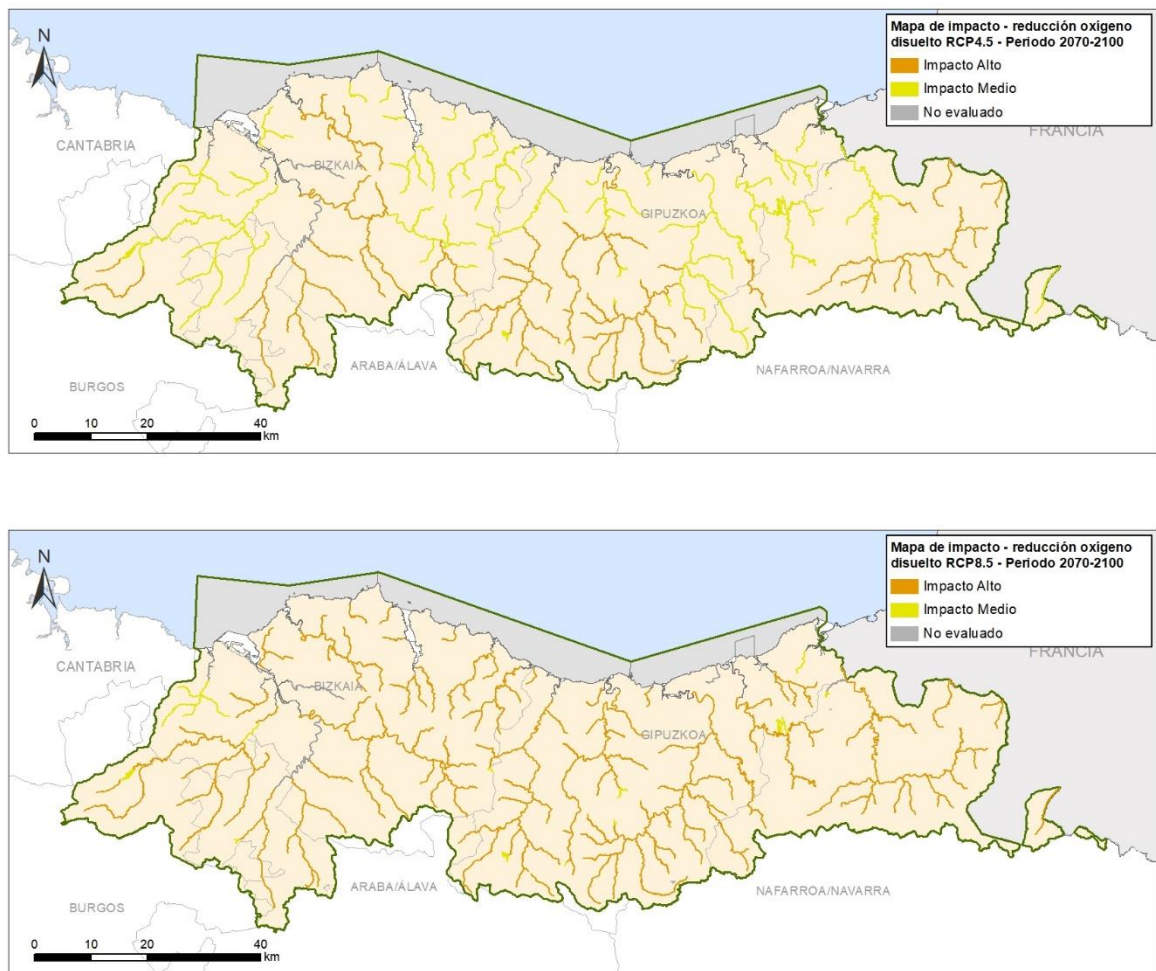 Mapa de impacto - reducción oxígeno
disuelto RCP4.5 - Periodo 2070-2100
Impacto Alto
Impacto Medio
No evaluado
N
FRANCIA
CANTABRIA
BIZKAIA
GIPUZKOA
ARABA/ÁLAVA
NAFARROA/NAVARRA
BURGOS
0 10 20 40
km
Mapa de impacto - reducción oxígeno
disuelto RCP8.5 - Periodo 2070-2100
Impacto Alto
Impacto Medio
No evaluado
N
FRANCIA
CANTABRIA
BIZKAIA
GIPUZKOA
ARABA/ÁLAVA
NAFARROA/NAVARRA
BURGOS
0 10 20 40
km